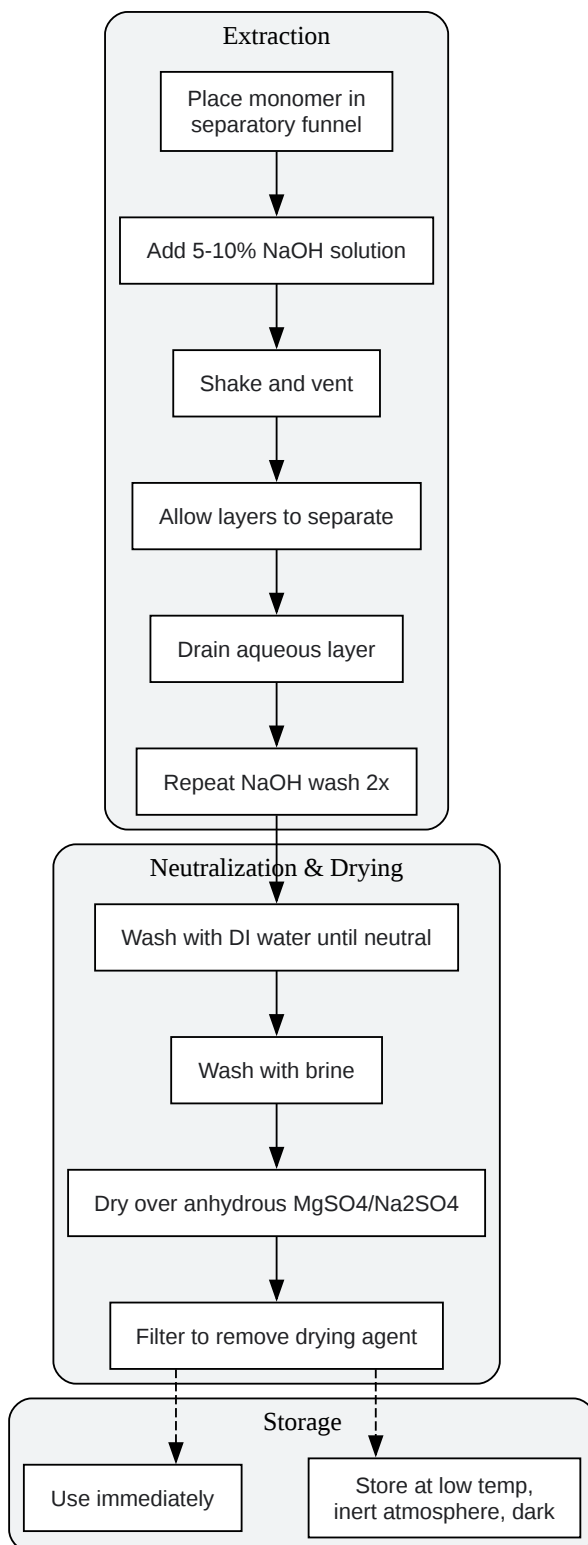 Extraction
Place monomer in
separatory funnel
Add 5-10% NaOH solution
Shake and vent
Allow layers to separate
Drain aqueous layer
Repeat NaOH wash 2x
Neutralization & Drying
Wash with DI water until neutral
Wash with brine
Dry over anhydrous MgSO4/Na2SO4
Filter to remove drying agent
Storage
Use immediately
Store at low temp,
inert atmosphere, dark